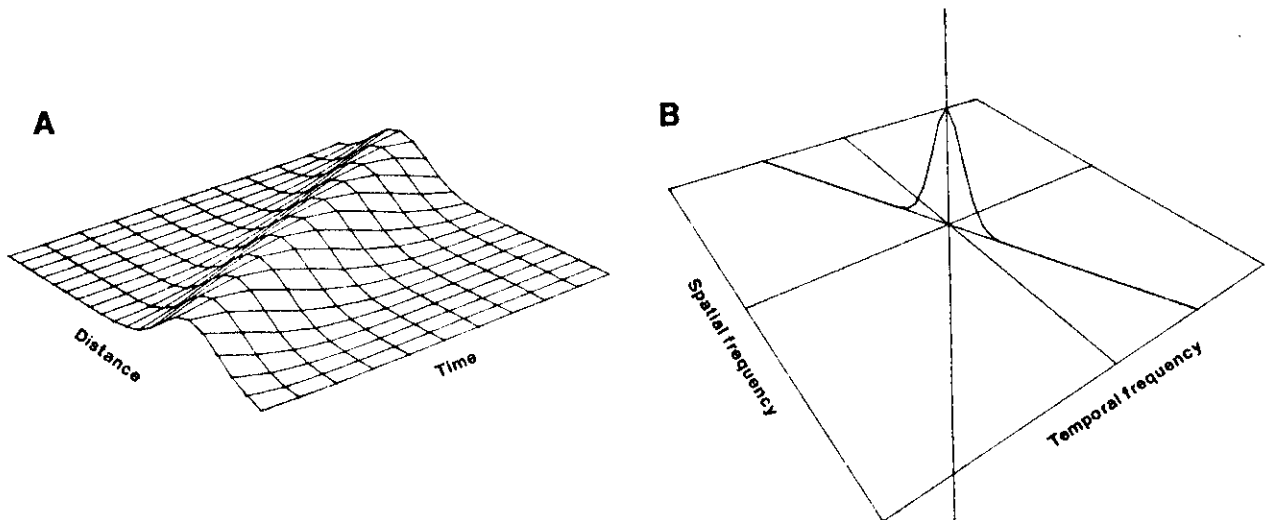 A
Distance
Time
B
Spatial frequency
Temporal frequency